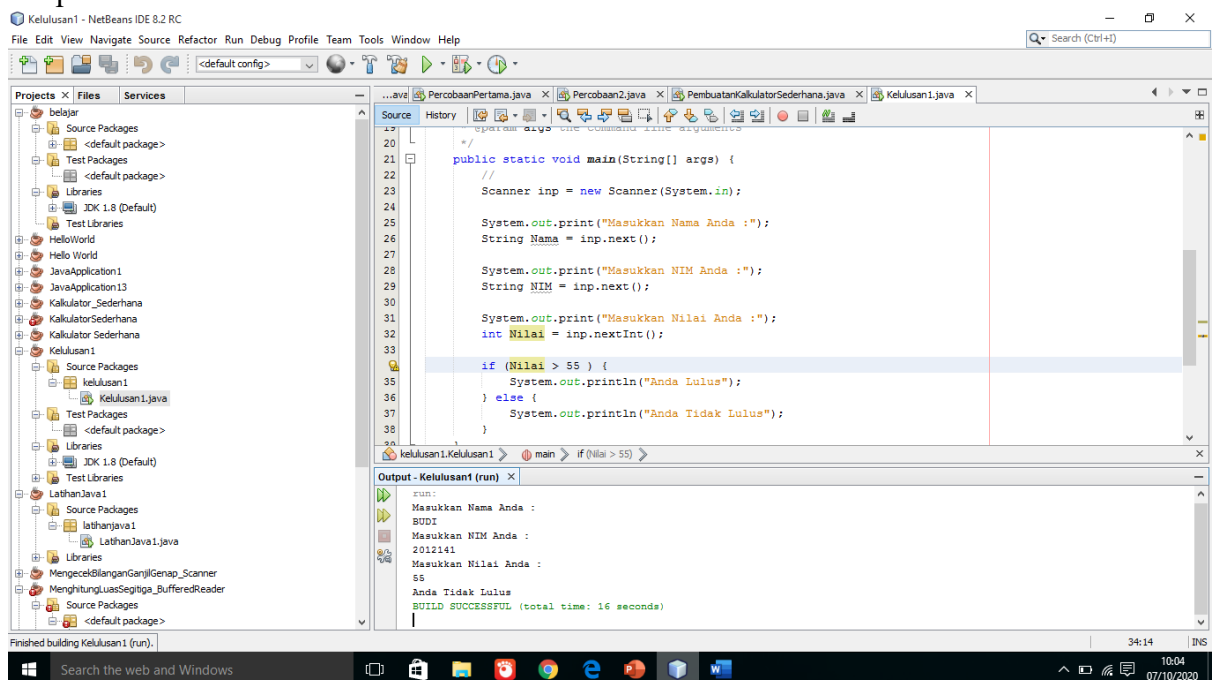 Kelulusan1 - NetBeans IDE 8.2 RC
File Edit View Navigate Source Refactor Run Debug Profile Team Tools Window Help
Search (Ctrl+I)
<default config>
Projects Files Services
belajar
Source Packages
<default package>
Test Packages
<default package>
Libraries
JDK 1.8 (Default)
Test Libraries
HelloWorld
Hello World
JavaApplication1
JavaApplication13
Kalkulator_Sederhana
KalkulatorSederhana
Kalkulator Sederhana
Kelulusan1
Source Packages
kelulusan1
Kelulusan1.java
Test Packages
<default package>
Libraries
JDK 1.8 (Default)
Test Libraries
LatihanJava1
Source Packages
latihanjava1
LatihanJava1.java
Libraries
MengecekBilanganGanjilGenap_Scanner
MenghitungLuasSegitiga_BufferedReader
Source Packages
<default package>
...ava PercobaanPertama.java Percobaan2.java PembuatanKalkulatorSederhana.java Kelulusan1.java
Source History
19 * @param args the command line arguments
20 */
21 public static void main(String[] args) {
22 //
23 Scanner inp = new Scanner(System.in);
24
25 System.out.print("Masukkan Nama Anda :");
26 String Nama = inp.next();
27
28 System.out.print("Masukkan NIM Anda :");
29 String NIM = inp.next();
30
31 System.out.print("Masukkan Nilai Anda :");
32 int Nilai = inp.nextInt();
33
if (Nilai > 55 ) {
35 System.out.println("Anda Lulus");
36 } else {
37 System.out.println("Anda Tidak Lulus");
38 }
39 }
kelulusan1.Kelulusan1 main if (Nilai > 55)
Output - Kelulusan1 (run)
run:
Masukkan Nama Anda :
BUDI
Masukkan NIM Anda :
2012141
Masukkan Nilai Anda :
55
Anda Tidak Lulus
BUILD SUCCESSFUL (total time: 16 seconds)
Finished building Kelulusan1 (run).
34:14 INS
Search the web and Windows
10:04
07/10/2020